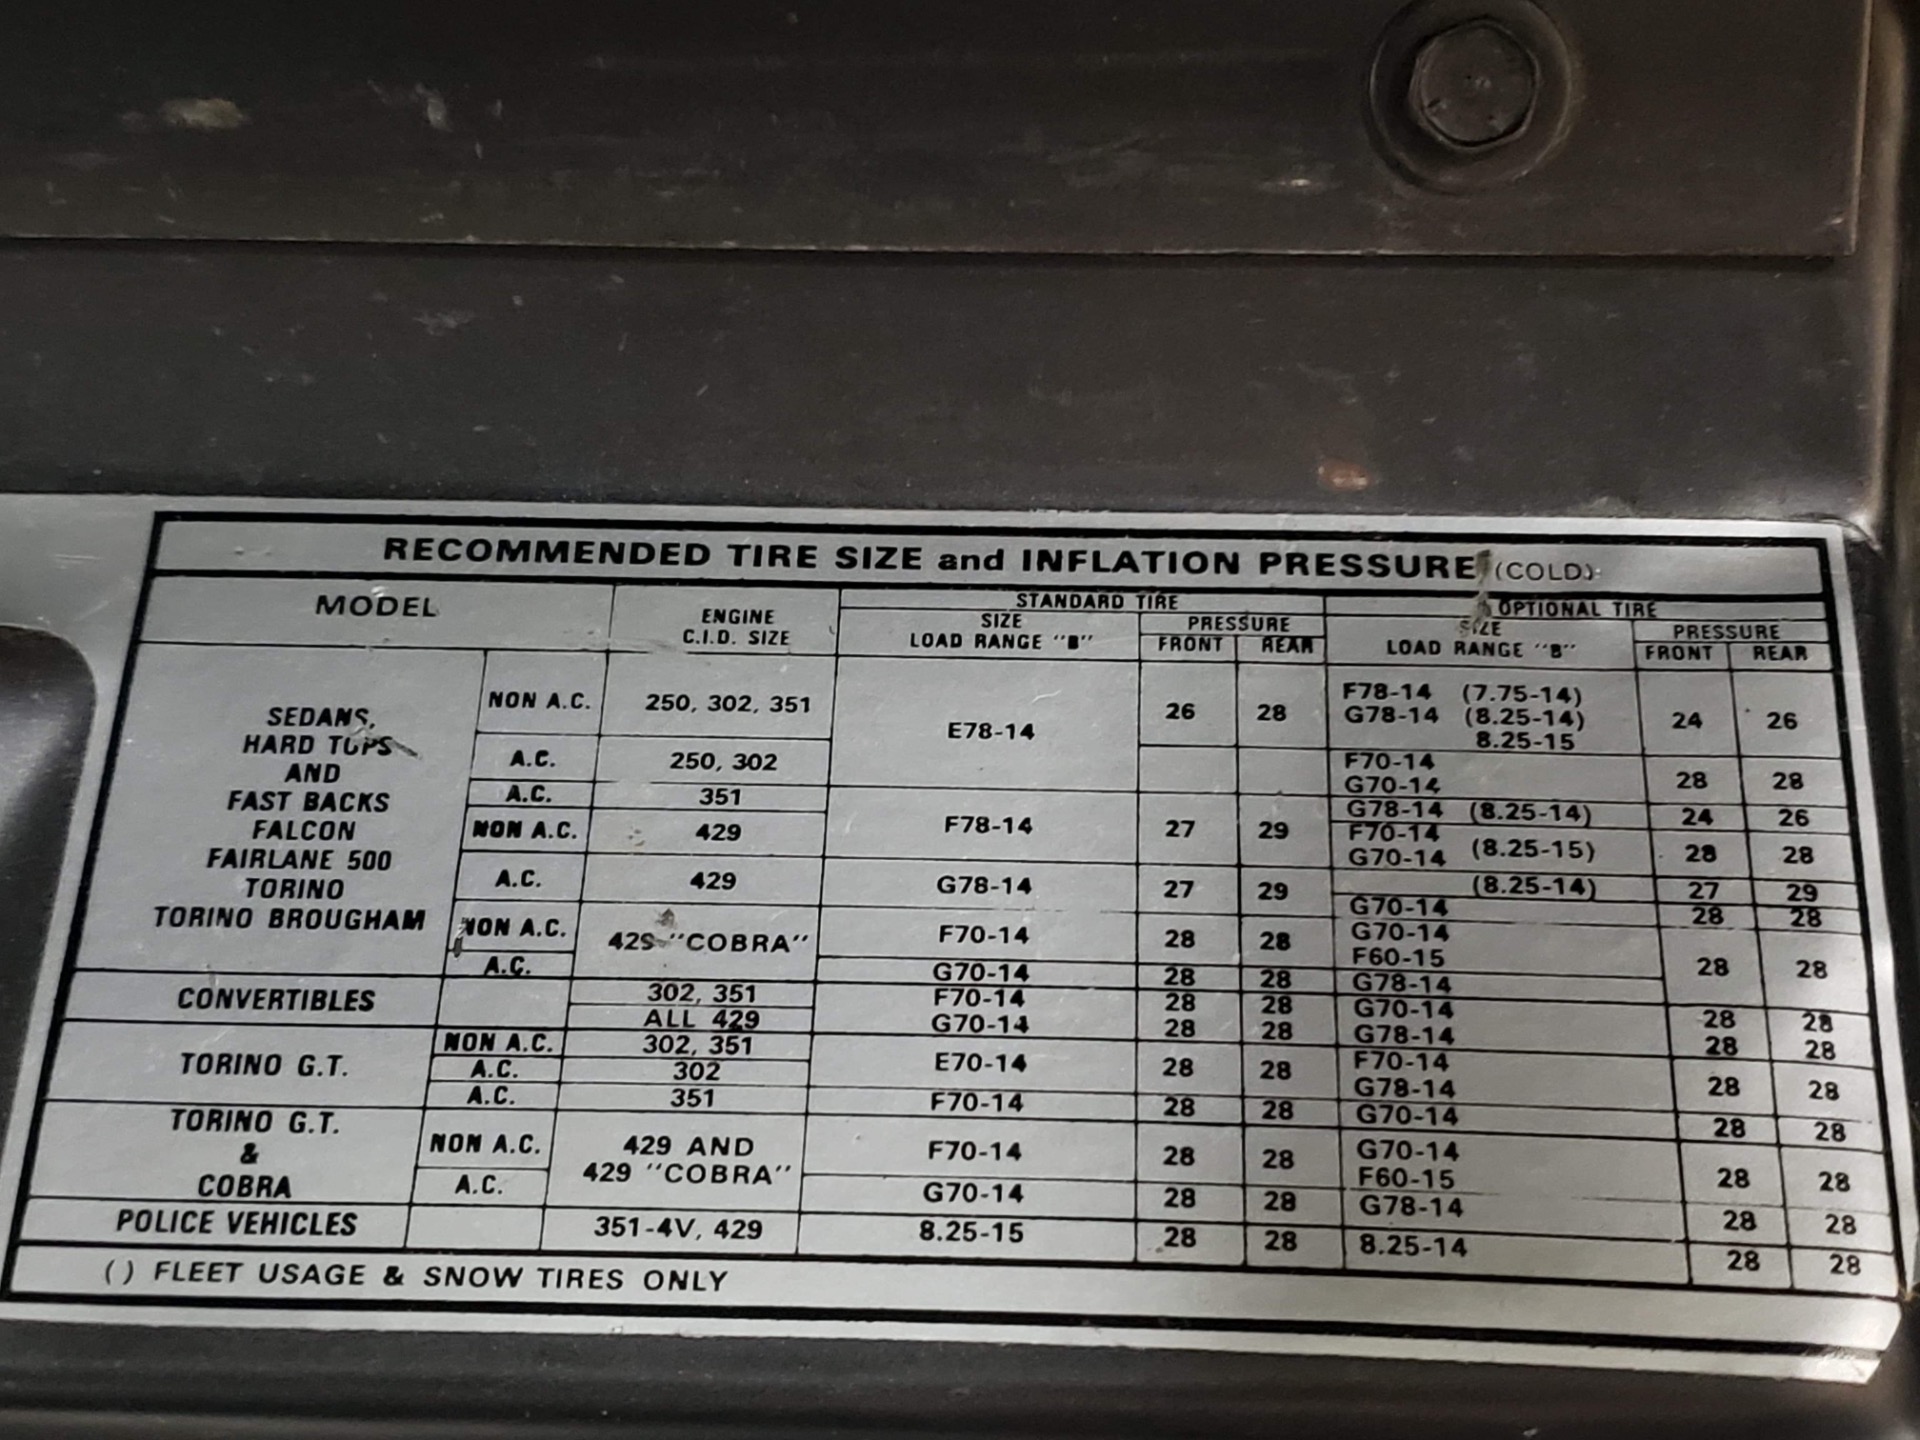 RECOMMENDED TIRE SIZE and INFLATION PRESSURE (COLD)
MODEL ENGINE C.I.D. SIZE STANDARD TIRE OPTIONAL TIRE
SIZE LOAD RANGE "B" PRESSURE SIZE LOAD RANGE "B" PRESSURE
FRONT REAR FRONT REAR
SEDANS,
HARD TOPS
AND
FAST BACKS
FALCON
FAIRLANE 500
TORINO
TORINO BROUGHAM
NON A.C. 250, 302, 351 E78-14 26 28 F78-14 (7.75-14)
G78-14 (8.25-14) 24 26
8.25-15
A.C. 250, 302 F70-14
G70-14 28 28
A.C. 351 F78-14 27 29 G78-14 (8.25-14) 24 26
NON A.C. 429 F70-14
G70-14 (8.25-15) 28 28
A.C. 429 G78-14 27 29 (8.25-14) 27 29
G70-14 28 28
NON A.C. 429 "COBRA" F70-14 28 28 G70-14
F60-15 28 28
A.C. G70-14 28 28 G78-14
CONVERTIBLES 302, 351 F70-14 28 28 G70-14 28 28
ALL 429 G70-14 28 28 G78-14 28 28
TORINO G.T. NON A.C. 302, 351 E70-14 28 28 F70-14
A.C. 302 G78-14 28 28
A.C. 351 F70-14 28 28 G70-14 28 28
TORINO G.T.
&
COBRA
NON A.C. 429 AND
429 "COBRA" F70-14 28 28 G70-14
F60-15 28 28
A.C. G70-14 28 28 G78-14 28 28
POLICE VEHICLES 351-4V, 429 8.25-15 28 28 8.25-14 28 28
( ) FLEET USAGE & SNOW TIRES ONLY